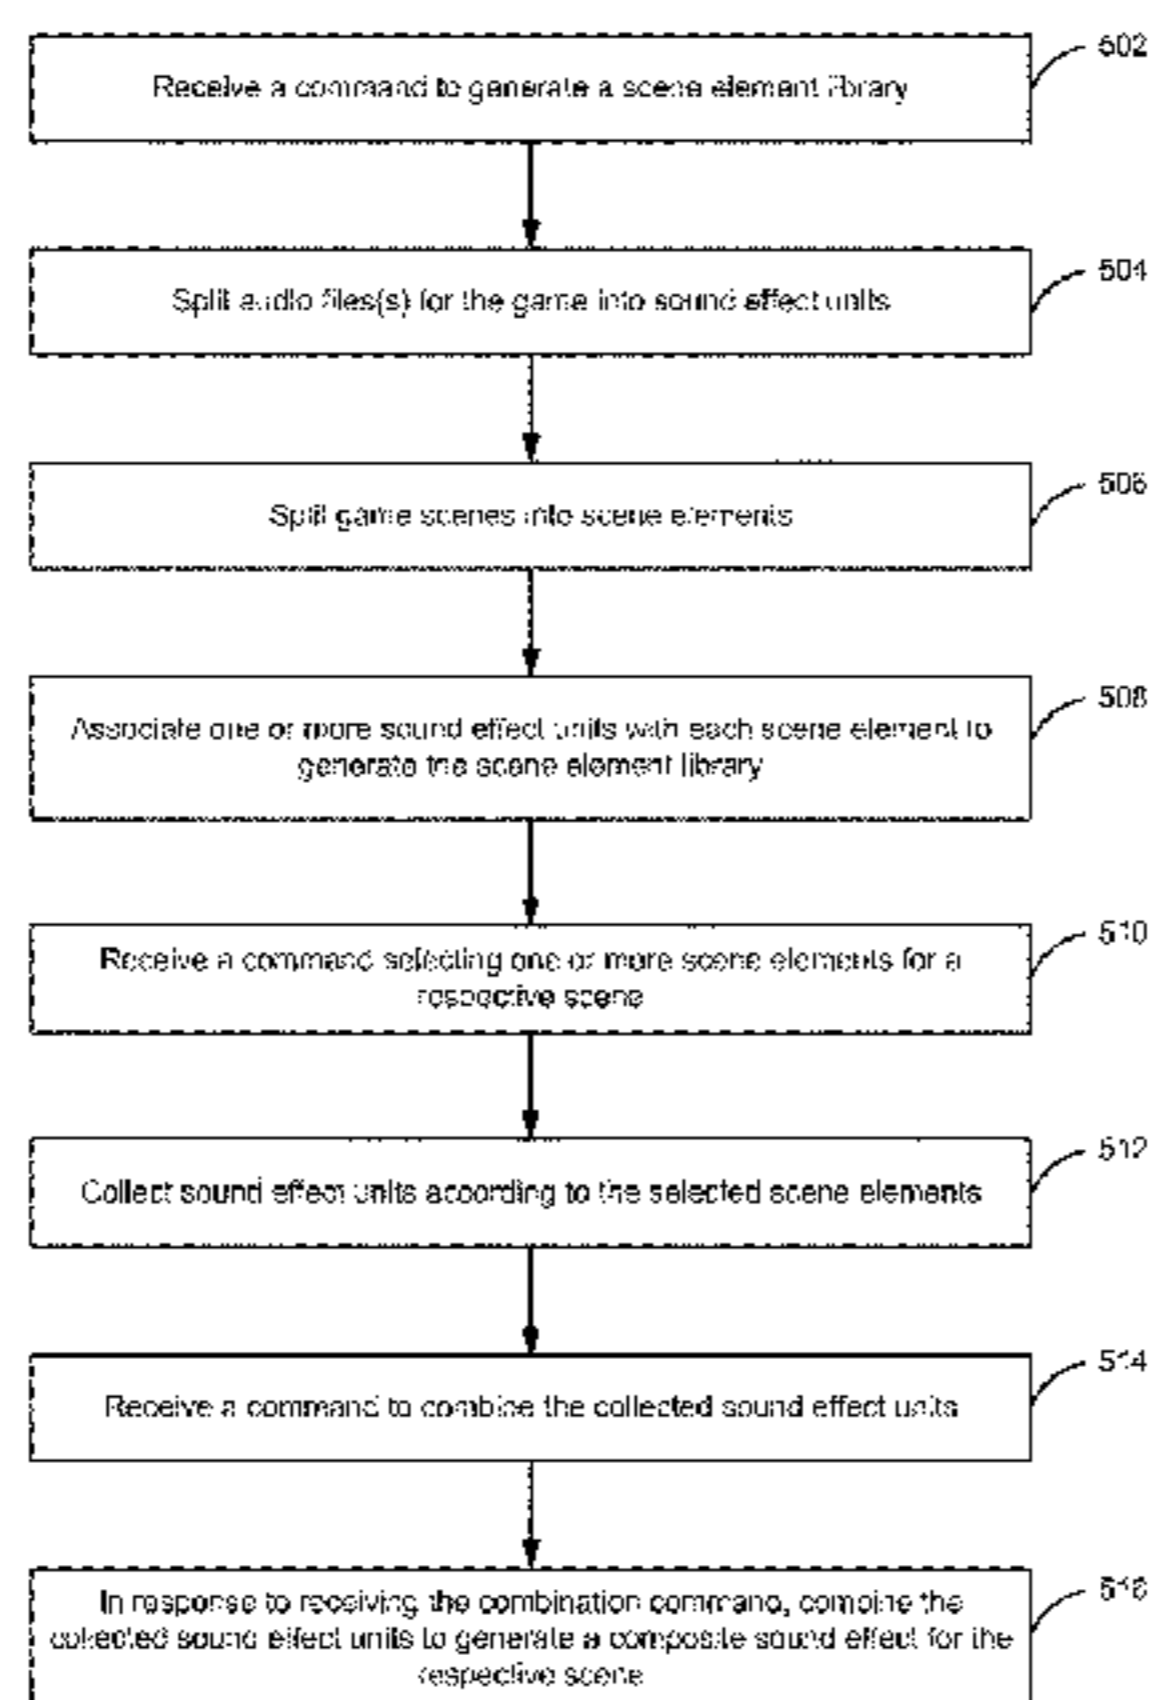 502
Receive a command to generate a scene element library
504
Split audio files(s) for the game into sound effect units
506
Split game scenes into scene elements
508
Associate one or more sound effect units with each scene element to
generate the scene element library
510
Receive a command selecting one or more scene elements for a
respective scene
512
Collect sound effect units according to the selected scene elements
514
Receive a command to combine the collected sound effect units
516
In response to receiving the combination command, combine the
collected sound effect units to generate a composite sound effect for the
respective scene